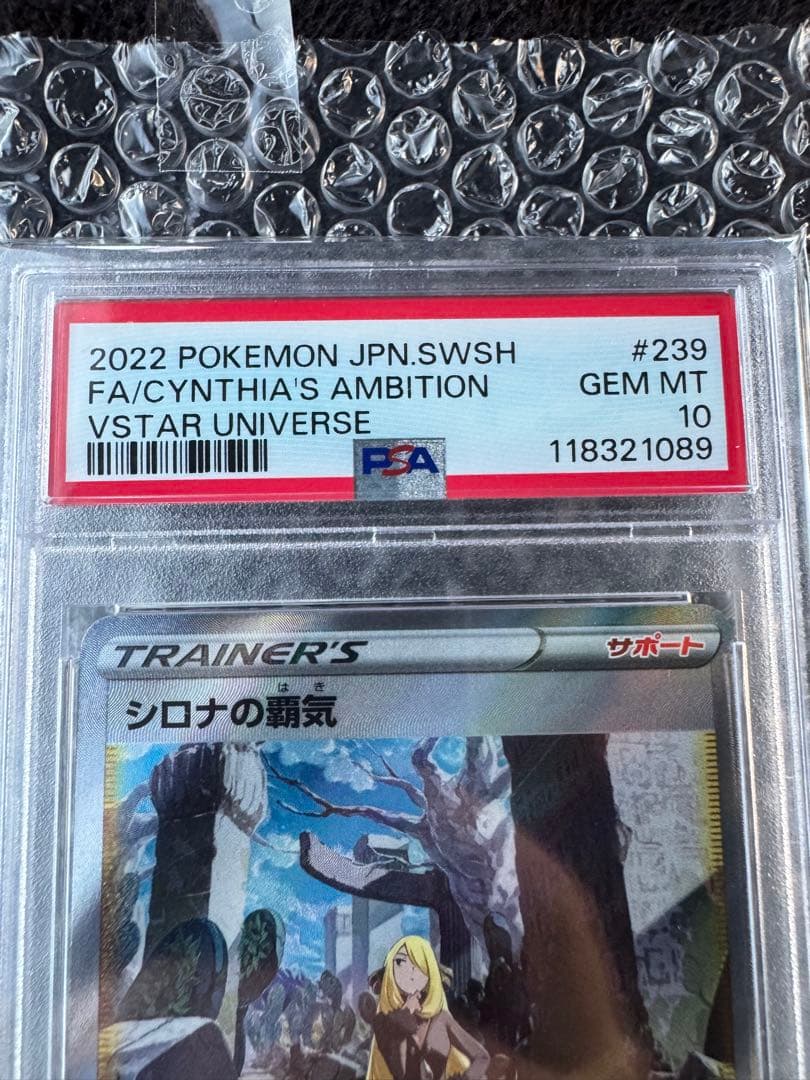 2022 POKEMON JPN.SWSH #239
FA/CYNTHIA'S AMBITION GEM MT
VSTAR UNIVERSE 10
PSA 118321089
TRAINER'S サポート
はき
シロナの覇気